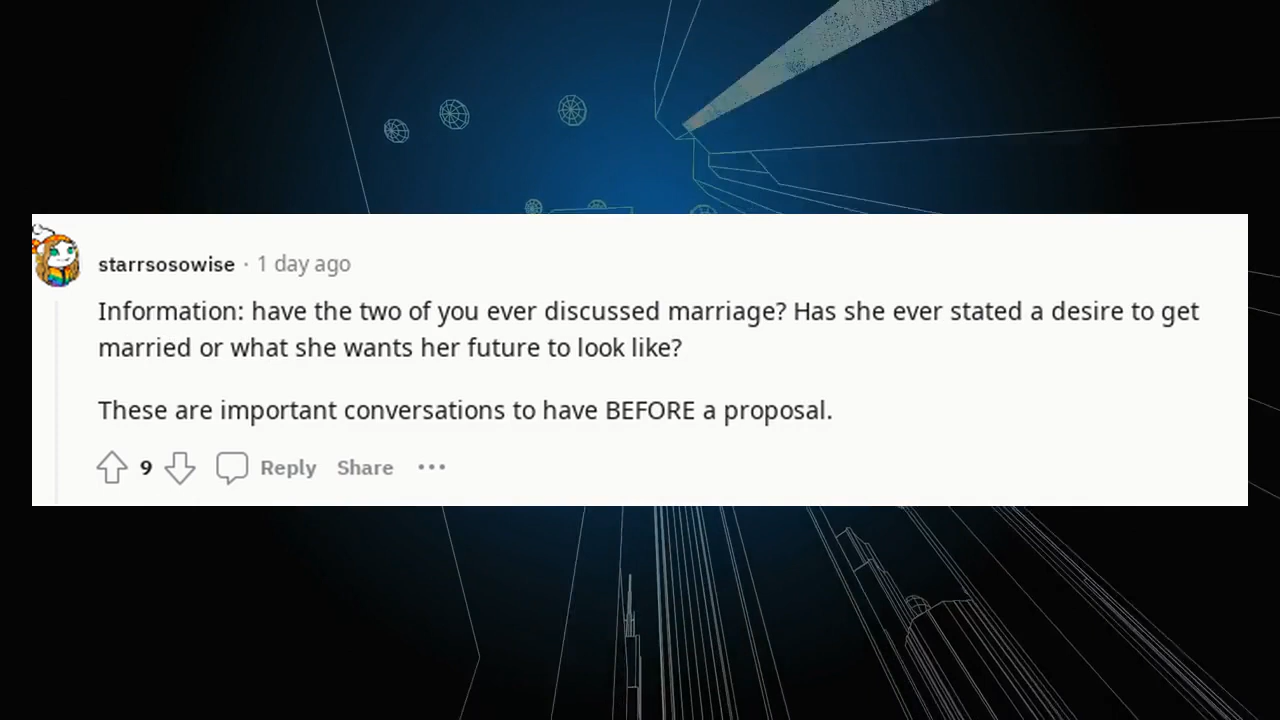 starrsosowise · 1 day ago
Information: have the two of you ever discussed marriage? Has she ever stated a desire to get
married or what she wants her future to look like?
These are important conversations to have BEFORE a proposal.
9 Reply Share ···